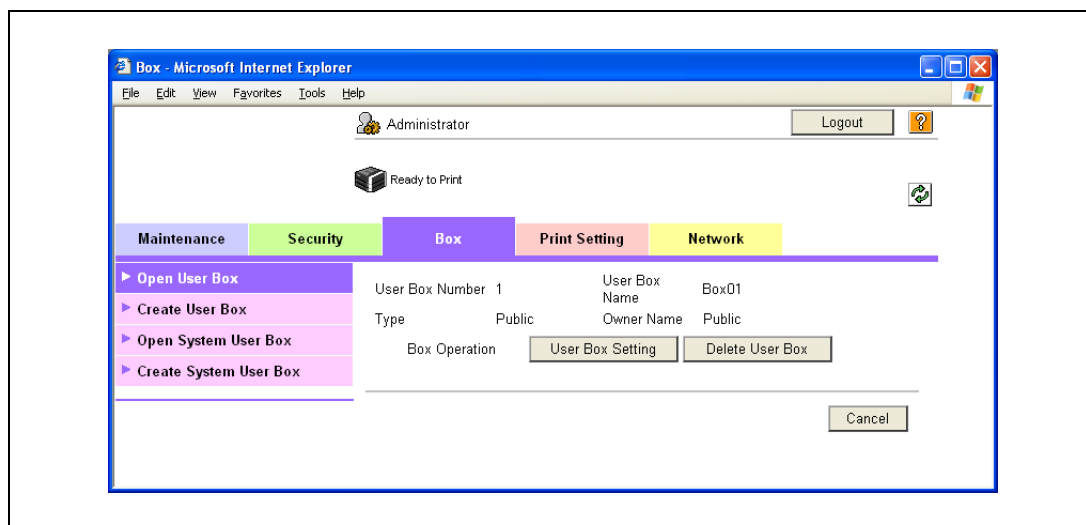 Box - Microsoft Internet Explorer
File Edit View Favorites Tools Help
Administrator Logout ?
Ready to Print
Maintenance Security Box Print Setting Network
Open User Box
Create User Box
Open System User Box
Create System User Box
User Box Number 1 User Box Name Box01
Type Public Owner Name Public
Box Operation User Box Setting Delete User Box
Cancel